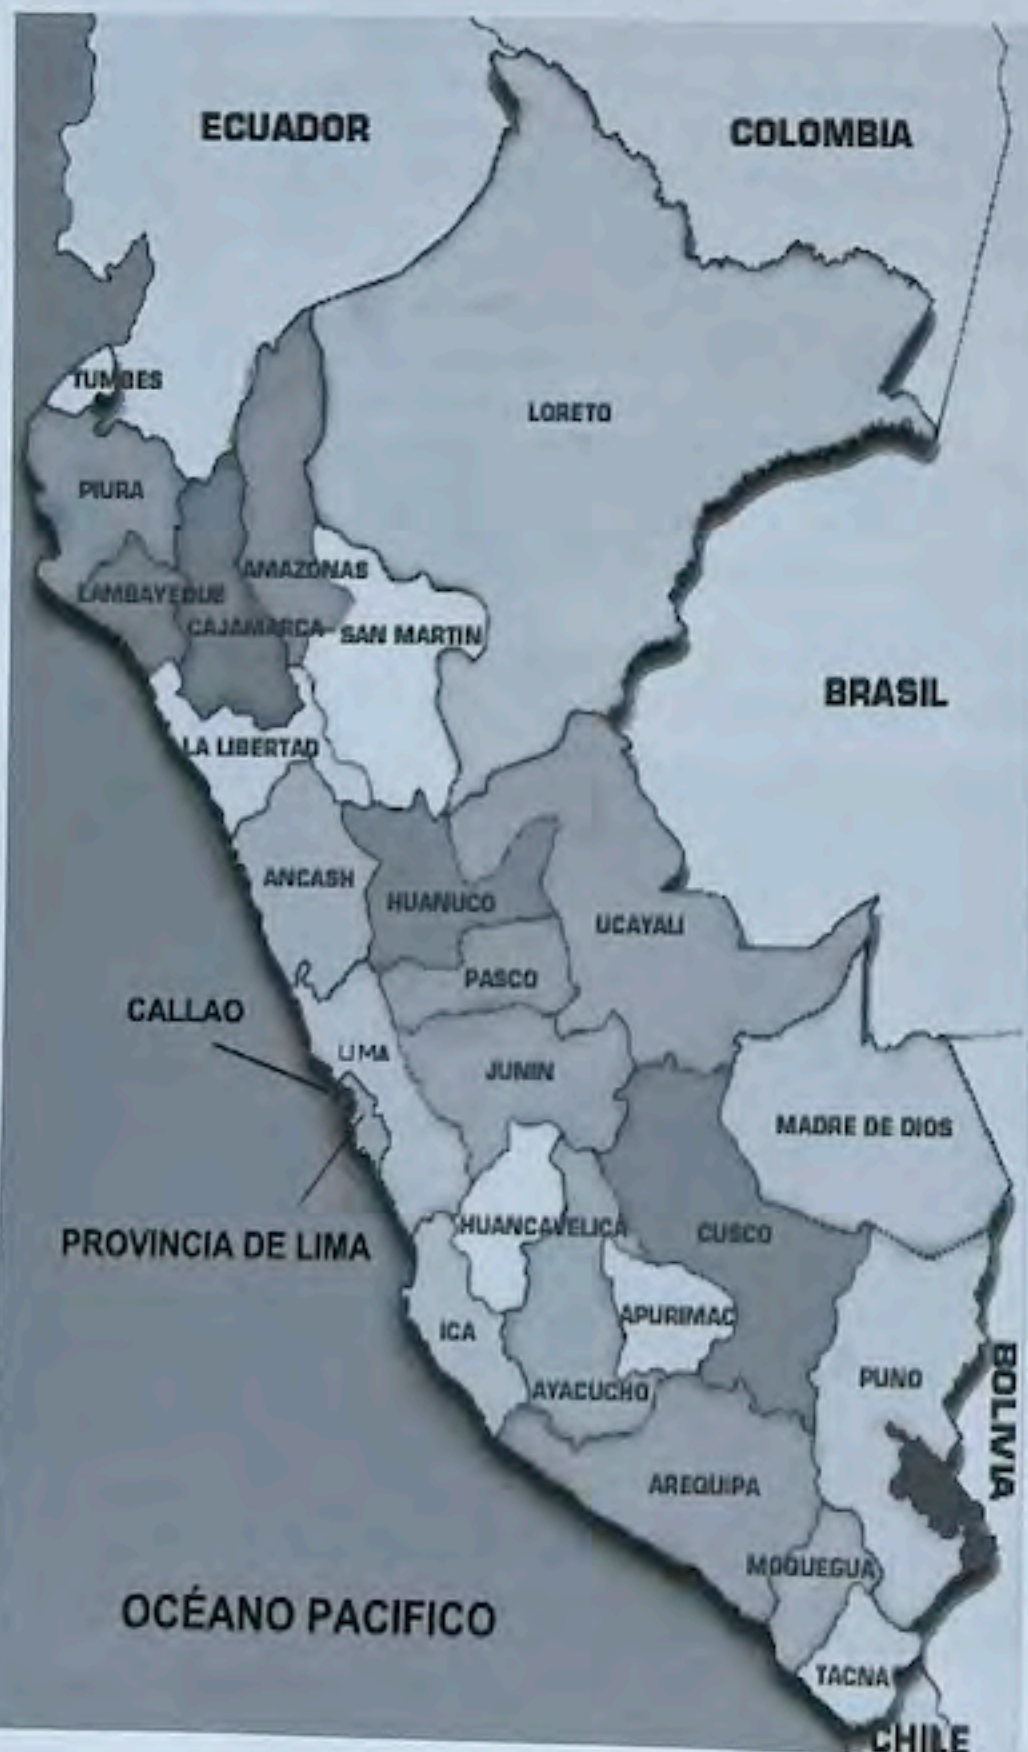 ECUADOR
COLOMBIA
TUMBES
LORETO
PIURA
AMAZONAS
LAMBAYEQUE
CAJAMARCA
SAN MARTIN
BRASIL
LA LIBERTAD
ANCASH
HUANUCO
UCAYALI
PASCO
CALLAO
LIMA
JUNIN
MADRE DE DIOS
HUANCAVELICA
CUSCO
PROVINCIA DE LIMA
APURIMAC
ICA
PUNO
BOLIVIA
AYACUCHO
AREQUIPA
MOQUEGUA
OCÉANO PACIFICO
TACNA
CHILE